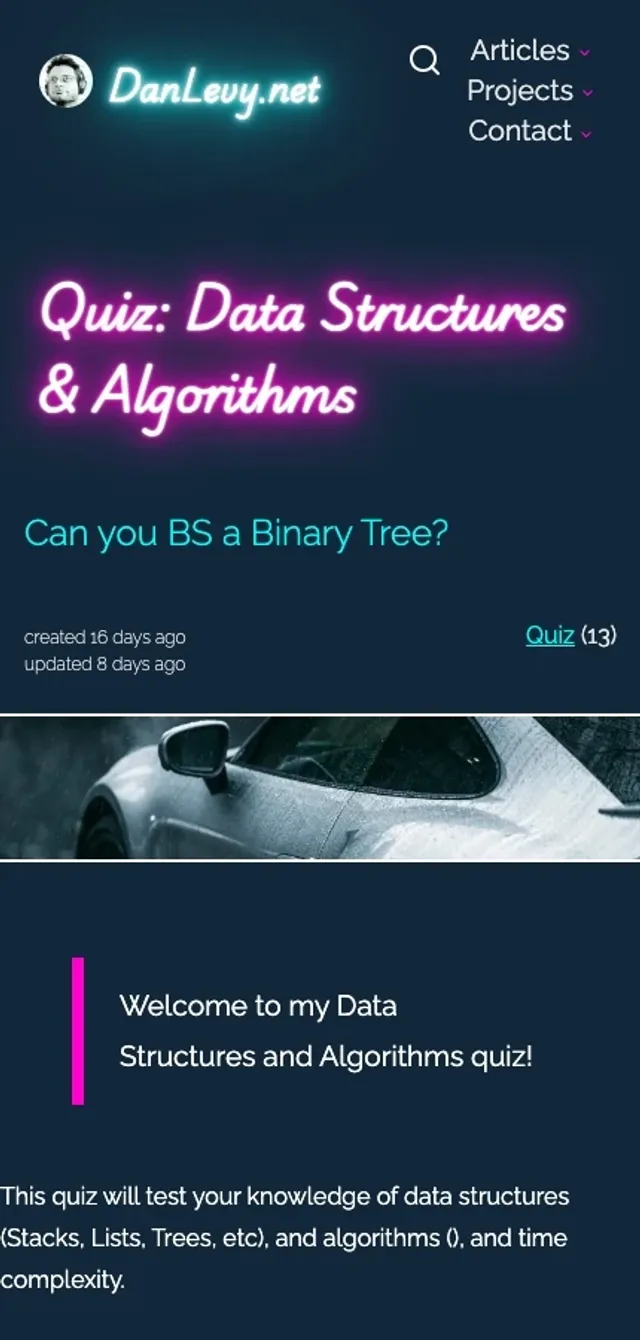 DanLevy.net
Articles
Projects
Contact
Quiz: Data Structures
& Algorithms
Can you BS a Binary Tree?
created 16 days ago
updated 8 days ago
Quiz (13)
Welcome to my Data
Structures and Algorithms quiz!
This quiz will test your knowledge of data structures
(Stacks, Lists, Trees, etc), and algorithms (), and time
complexity.